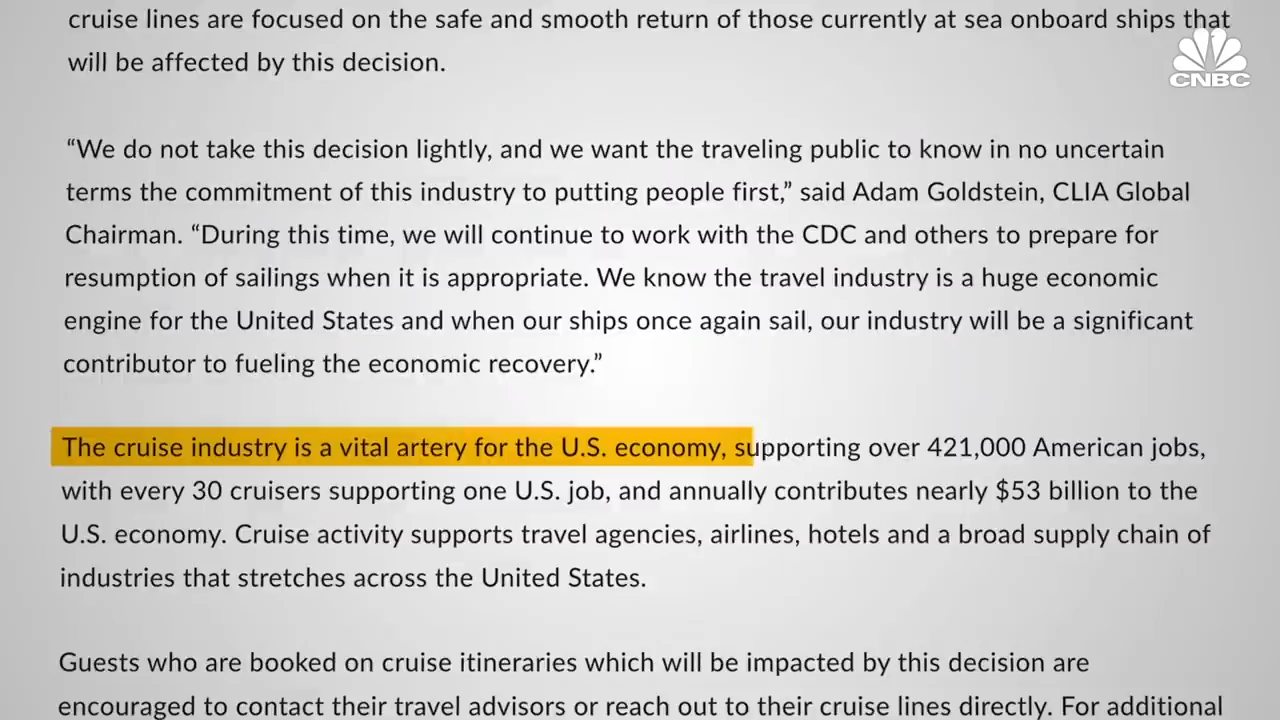 cruise lines are focused on the safe and smooth return of those currently at sea onboard ships that
will be affected by this decision.
CNBC
“We do not take this decision lightly, and we want the traveling public to know in no uncertain
terms the commitment of this industry to putting people first,” said Adam Goldstein, CLIA Global
Chairman. “During this time, we will continue to work with the CDC and others to prepare for
resumption of sailings when it is appropriate. We know the travel industry is a huge economic
engine for the United States and when our ships once again sail, our industry will be a significant
contributor to fueling the economic recovery.”
The cruise industry is a vital artery for the U.S. economy, supporting over 421,000 American jobs,
with every 30 cruisers supporting one U.S. job, and annually contributes nearly $53 billion to the
U.S. economy. Cruise activity supports travel agencies, airlines, hotels and a broad supply chain of
industries that stretches across the United States.
Guests who are booked on cruise itineraries which will be impacted by this decision are
encouraged to contact their travel advisors or reach out to their cruise lines directly. For additional